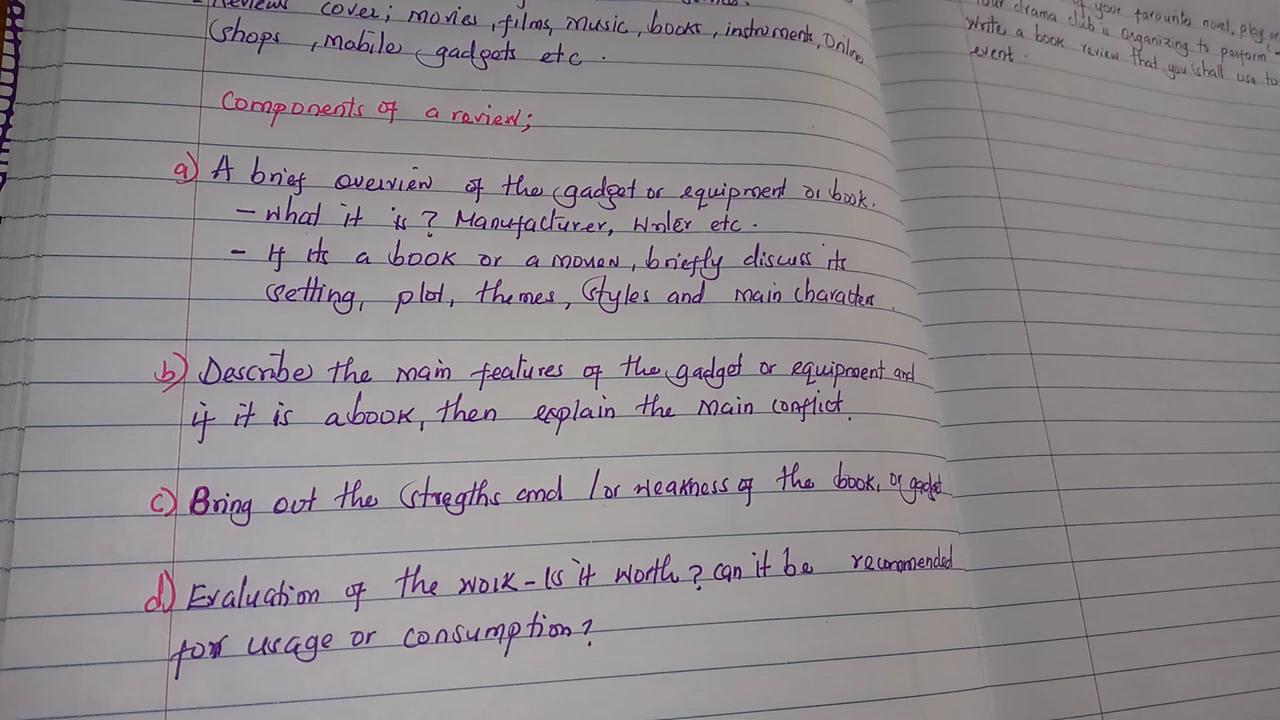 Reviews cover; movies, films, music, books, instruments, Online
shops, mobile gadgets etc.
Components of a review;
a) A brief overview of the gadget or equipment or book.
- What it is? Manufacturer, Writer etc.
- If its a book or a movie, briefly discuss its
setting, plot, themes, styles and main character.
b) Describe the main features of the gadget or equipment and
if it is a book, then explain the main conflict.
c) Bring out the stregths and /or weakness of the book, or gadget
d) Evaluation of the work - Is it worth? can it be recommended
for usage or consumption?
of your favourite novel, play or
Your drama club is organizing to perform
Write a book review that you shall use to
event.